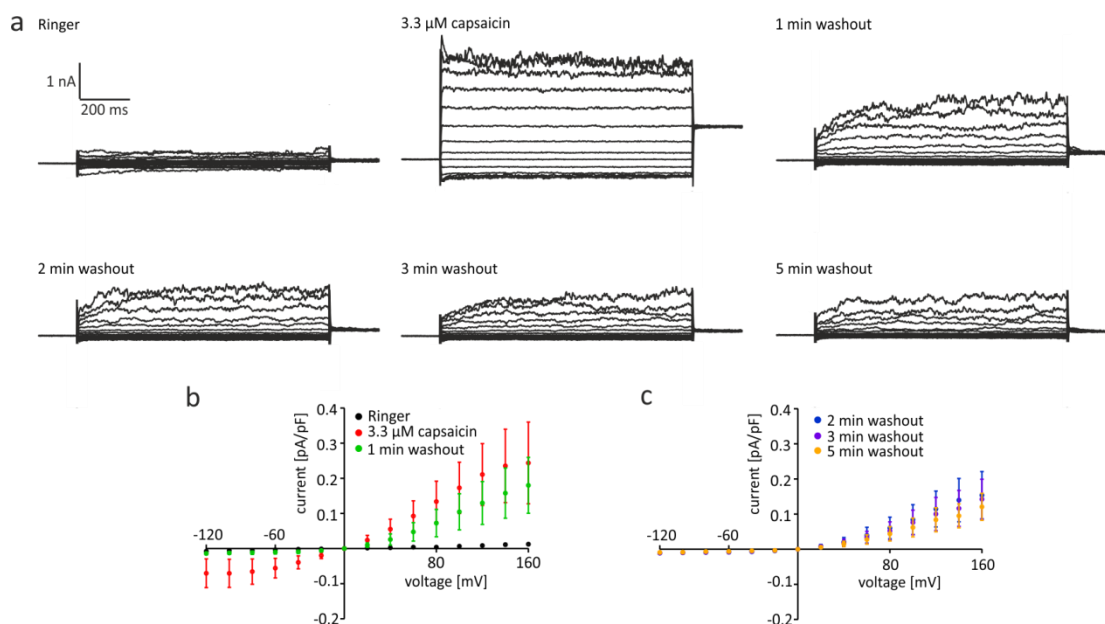 a
Ringer
3.3 µM capsaicin
1 min washout
1 nA
200 ms
2 min washout
3 min washout
5 min washout
b
current [pA/pF]
0.4
0.3
0.2
0.1
-0.1
-0.2
Ringer
3.3 µM capsaicin
1 min washout
-120
-60
80
160
voltage [mV]
c
current [pA/pF]
0.4
0.3
0.2
0.1
-0.1
-0.2
2 min washout
3 min washout
5 min washout
-120
-60
80
160
voltage [mV]